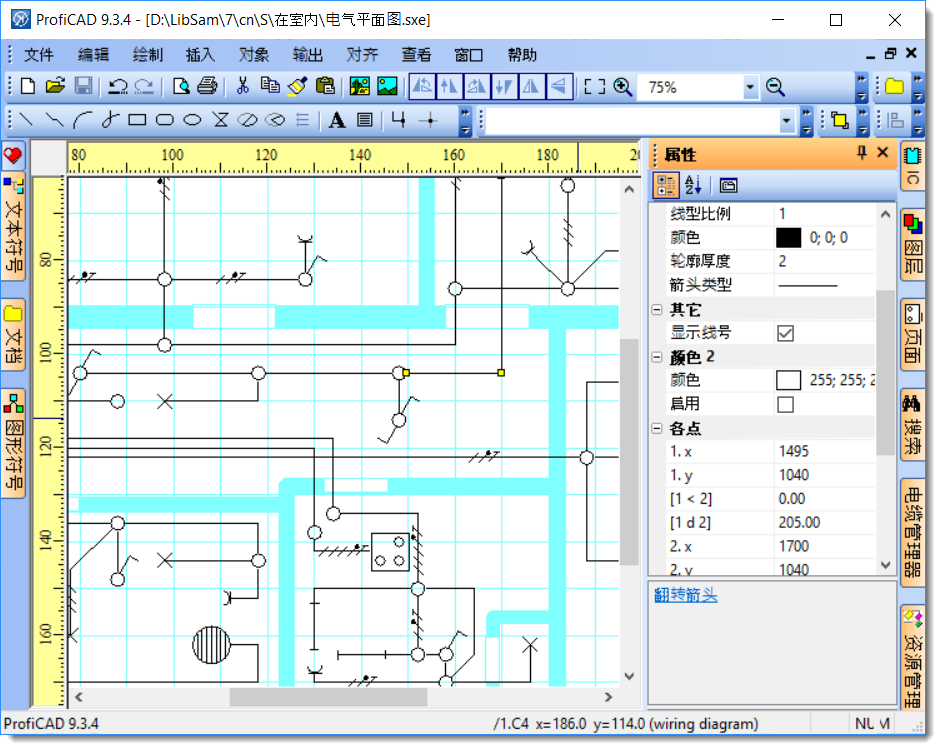 ProfiCAD 9.3.4 - [D:\LibSam\7\cn\S\在室内\电气平面图.sxe]
文件 编辑 绘制 插入 对象 输出 对齐 查看 窗口 帮助
75%
A
80 100 120 140 160 180 20
属性
IC
文本符号
文档
图形符号
80
100
120
140
160
A
Z
线型比例 1
颜色 0; 0; 0
轮廓厚度 2
箭头类型
其它
显示线号
颜色 2
颜色 255; 255; 2
启用
各点
1. x 1495
1. y 1040
[1 < 2] 0.00
[1 d 2] 205.00
2. x 1700
2. y 1040
翻转箭头
图层
页面
搜索
电缆管理器
资源管理
ProfiCAD 9.3.4 /1.C4 x=186.0 y=114.0 (wiring diagram) NUM